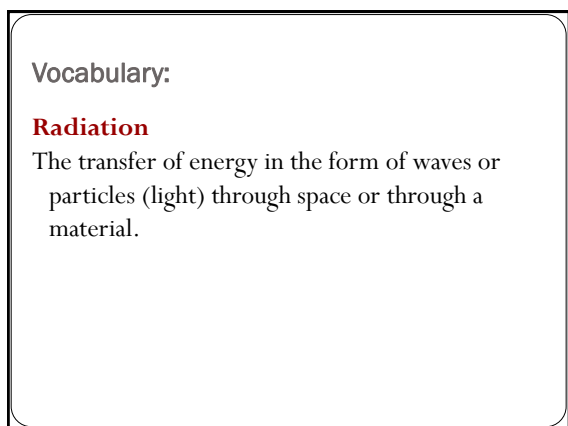 Vocabulary:
Radiation
The transfer of energy in the form of waves or
particles (light) through space or through a
material.